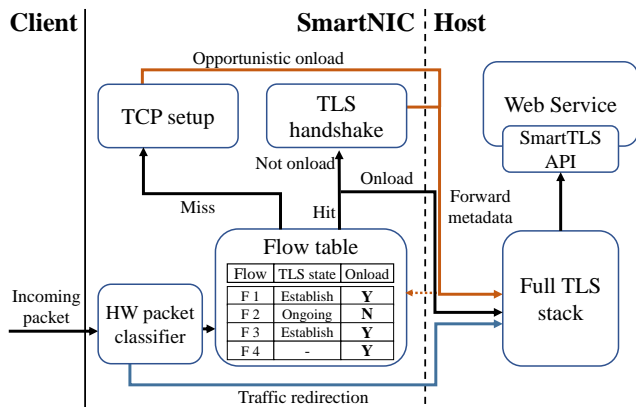 Client
SmartNIC
Host
Opportunistic onload
TCP setup
TLS
handshake
Web Service
SmartTLS
API
Not onload
Onload
Miss
Hit
Forward
metadata
Flow table
Flow TLS state Onload
F 1 Establish Y
F 2 Ongoing N
F 3 Establish Y
F 4 - Y
Full TLS
stack
Incoming
packet
HW packet
classifier
Traffic redirection